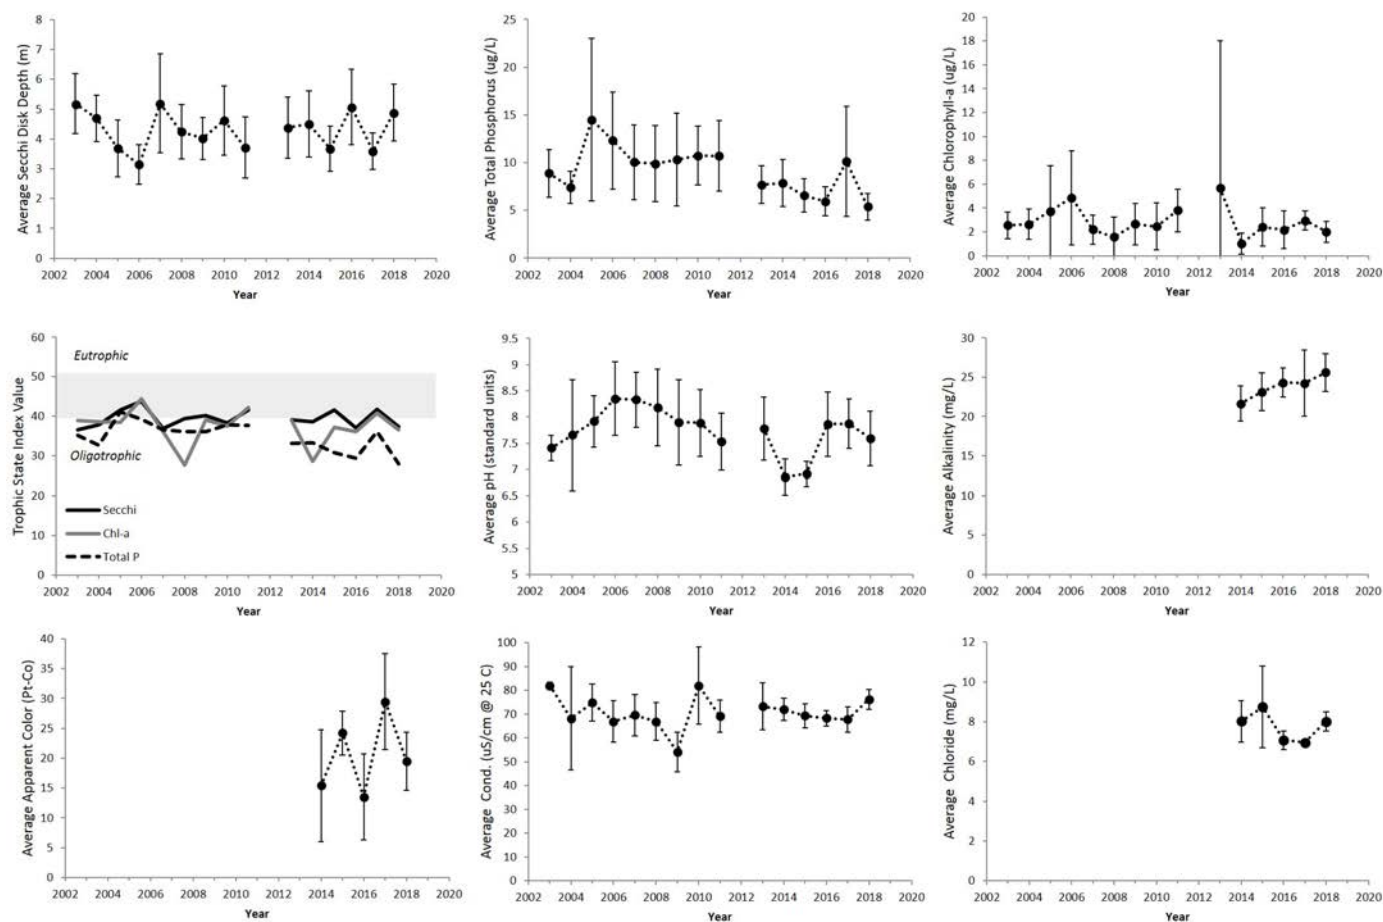 Average Secchi Disk Depth (m)
8
7
6
5
4
3
2
1
0
2002 2004 2006 2008 2010 2012 2014 2016 2018 2020
Year
Average Total Phosphorus (ug/L)
25
20
15
10
5
0
2002 2004 2006 2008 2010 2012 2014 2016 2018 2020
Year
Average Chlorophyll-a (ug/L)
20
18
16
14
12
10
8
6
4
2
0
2002 2004 2006 2008 2010 2012 2014 2016 2018 2020
Year
Trophic State Index Value
60
50
40
30
20
10
0
Eutrophic
Oligotrophic
Secchi
Chl-a
Total P
2002 2004 2006 2008 2010 2012 2014 2016 2018 2020
Year
Average pH (standard units)
9.5
9
8.5
8
7.5
7
6.5
6
5.5
5
2002 2004 2006 2008 2010 2012 2014 2016 2018 2020
Year
Average Alkalinity (mg/L)
30
25
20
15
10
5
0
2002 2004 2006 2008 2010 2012 2014 2016 2018 2020
Year
Average Apparent Color (Pt-Co)
40
35
30
25
20
15
10
5
0
2002 2004 2006 2008 2010 2012 2014 2016 2018 2020
Year
Average Cond. (uS/cm @ 25 C)
100
90
80
70
60
50
40
30
20
10
0
2002 2004 2006 2008 2010 2012 2014 2016 2018 2020
Year
Average Chloride (mg/L)
12
10
8
6
4
2
0
2002 2004 2006 2008 2010 2012 2014 2016 2018 2020
Year